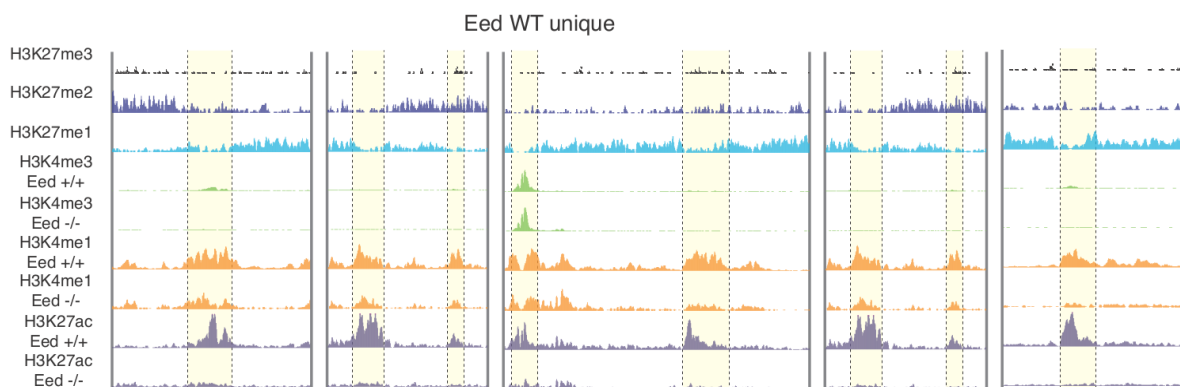 Eed WT unique
H3K27me3
H3K27me2
H3K27me1
H3K4me3
Eed +/+
H3K4me3
Eed -/-
H3K4me1
Eed +/+
H3K4me1
Eed -/-
H3K27ac
Eed +/+
H3K27ac
Eed -/-